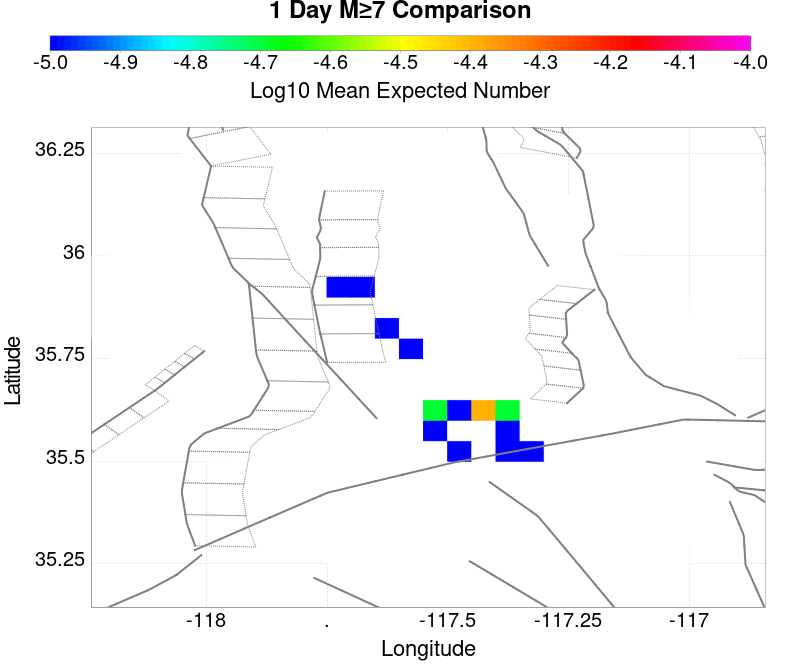 1 Day M≥7 Comparison
-5.0 -4.9 -4.8 -4.7 -4.6 -4.5 -4.4 -4.3 -4.2 -4.1 -4.0
Log10 Mean Expected Number
36.25
36
35.75
35.5
35.25
Latitude
-118 . -117.5 -117.25 -117
Longitude